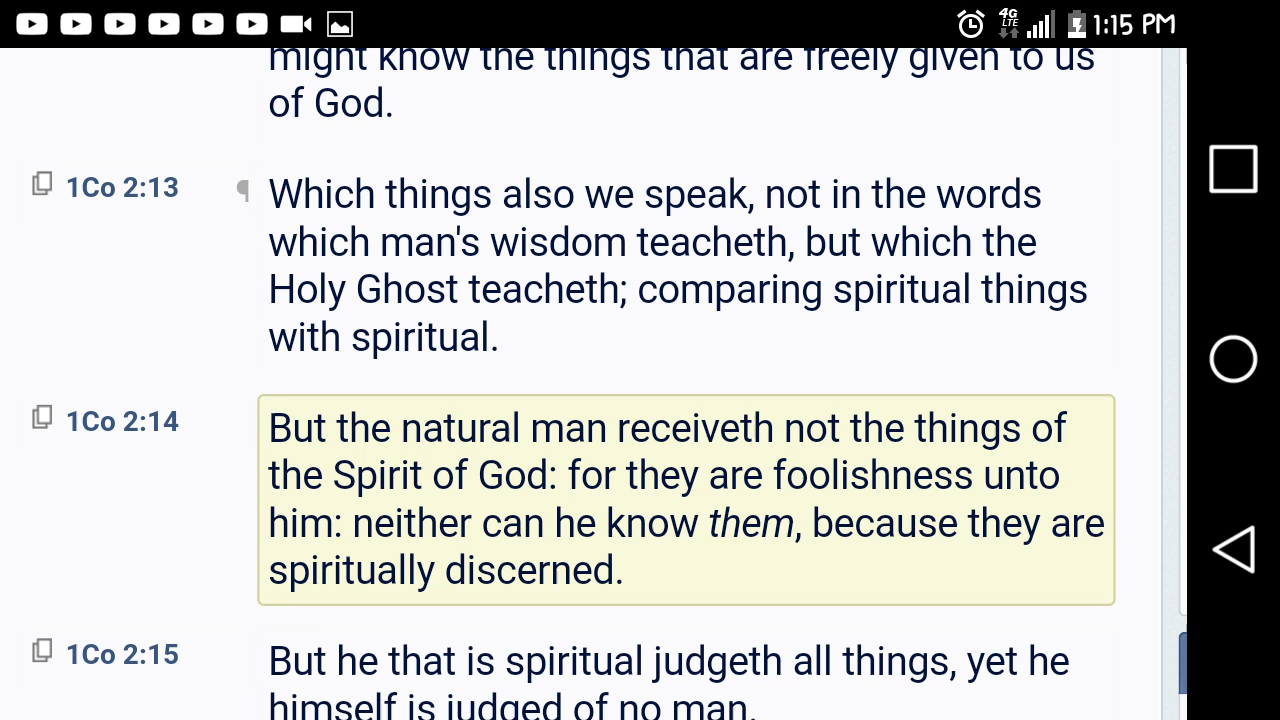 4G
LTE
1:15 PM
might know the things that are freely given to us
of God.
1Co 2:13
¶ Which things also we speak, not in the words
which man's wisdom teacheth, but which the
Holy Ghost teacheth; comparing spiritual things
with spiritual.
1Co 2:14
But the natural man receiveth not the things of
the Spirit of God: for they are foolishness unto
him: neither can he know them, because they are
spiritually discerned.
1Co 2:15
But he that is spiritual judgeth all things, yet he
himself is judged of no man.